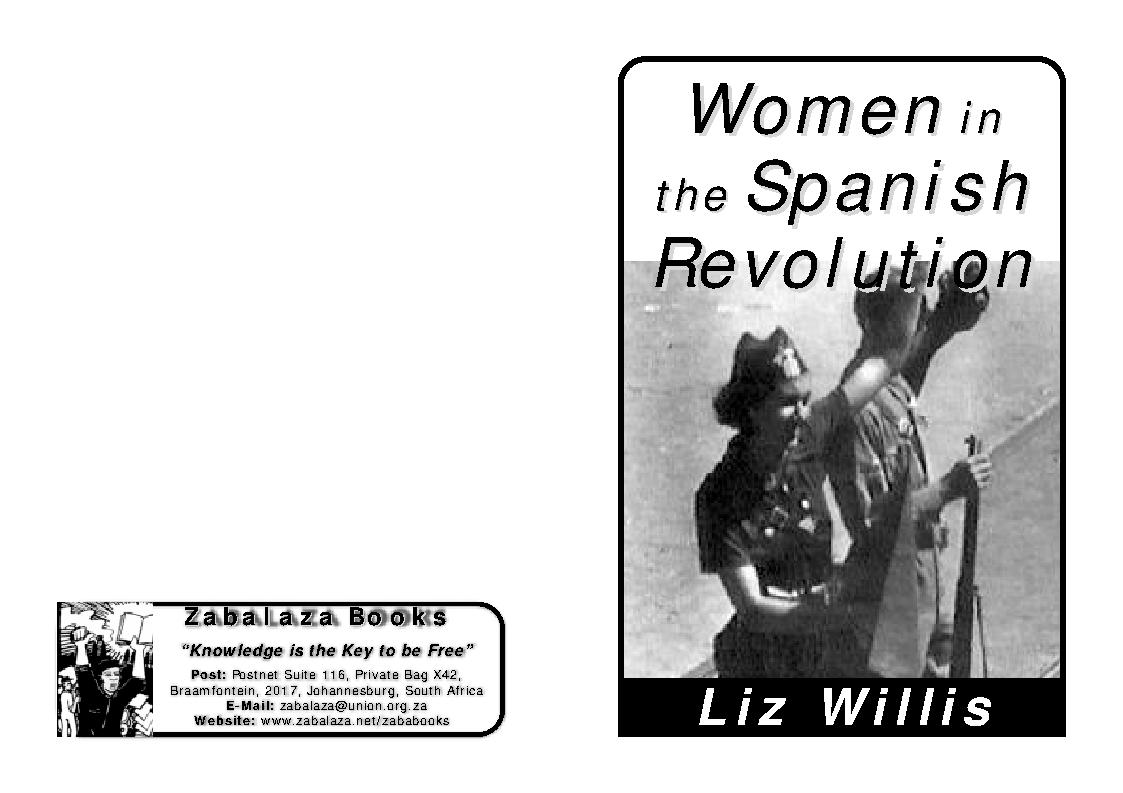 Women in
the Spanish
Revolution
Liz Willis
Zabalaza Books
“Knowledge is the Key to be Free”
Post: Postnet Suite 116, Private Bag X42,
Braamfontein, 2017, Johannesburg, South Africa
E-Mail: zabalaza@union.org.za
Website: www.zabalaza.net/zababooks